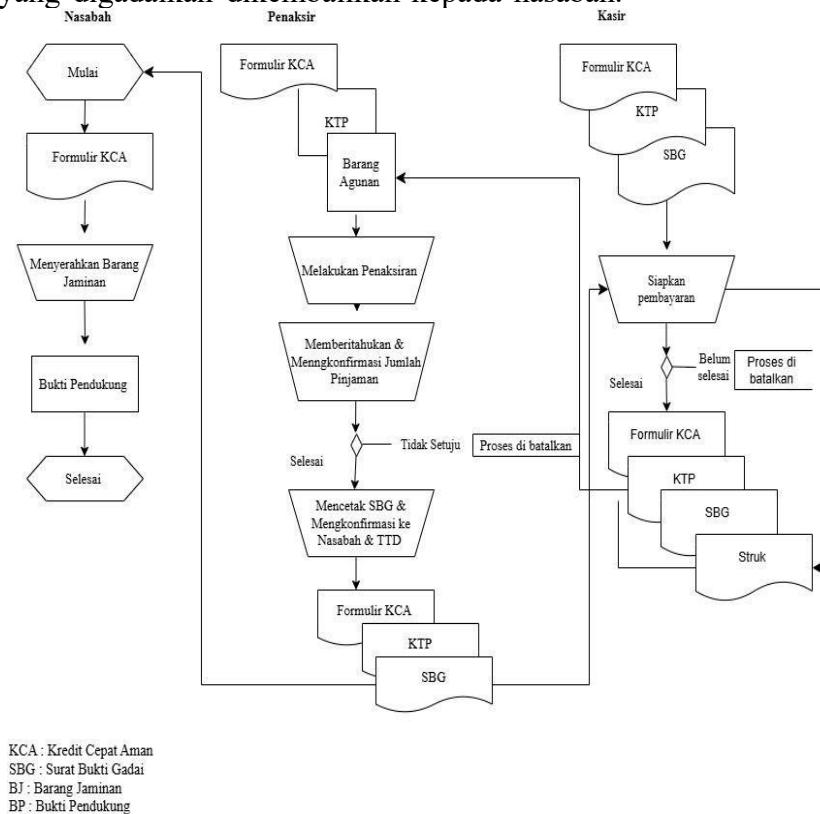 yang digadaikan dikembalikan kepada nasabah.
Nasabah
Mulai
Formulir KCA
Menyerahkan Barang
Jaminan
Bukti Pendukung
Selesai
Penaksir
Formulir KCA
KTP
Barang
Agunan
Melakukan Penaksiran
Memberitahukan &
Menngkonfirmasi Jumlah
Pinjaman
Tidak Setuju
Proses di batalkan
Selesai
Mencetak SBG &
Mengkonfirmasi ke
Nasabah & TTD
Formulir KCA
KTP
SBG
Kasir
Formulir KCA
KTP
SBG
Siapkan
pembayaran
Belum
selesai
Proses di
batalkan
Selesai
Formulir KCA
KTP
SBG
Struk
KCA : Kredit Cepat Aman
SBG : Surat Bukti Gadai
BJ : Barang Jaminan
BP : Bukti Pendukung